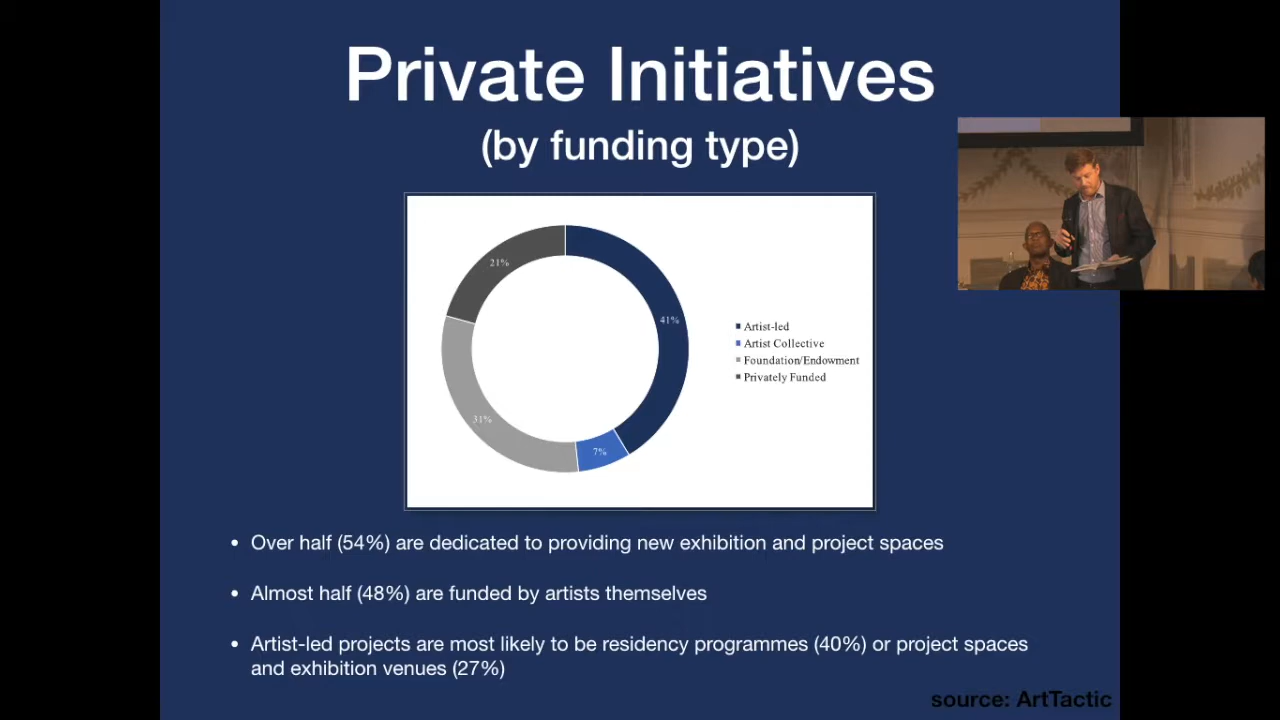 Private Initiatives
(by funding type)
21%
41%
31%
7%
Artist-led
Artist Collective
Foundation/Endowment
Privately Funded
• Over half (54%) are dedicated to providing new exhibition and project spaces
• Almost half (48%) are funded by artists themselves
• Artist-led projects are most likely to be residency programmes (40%) or project spaces
and exhibition venues (27%)
source: ArtTactic